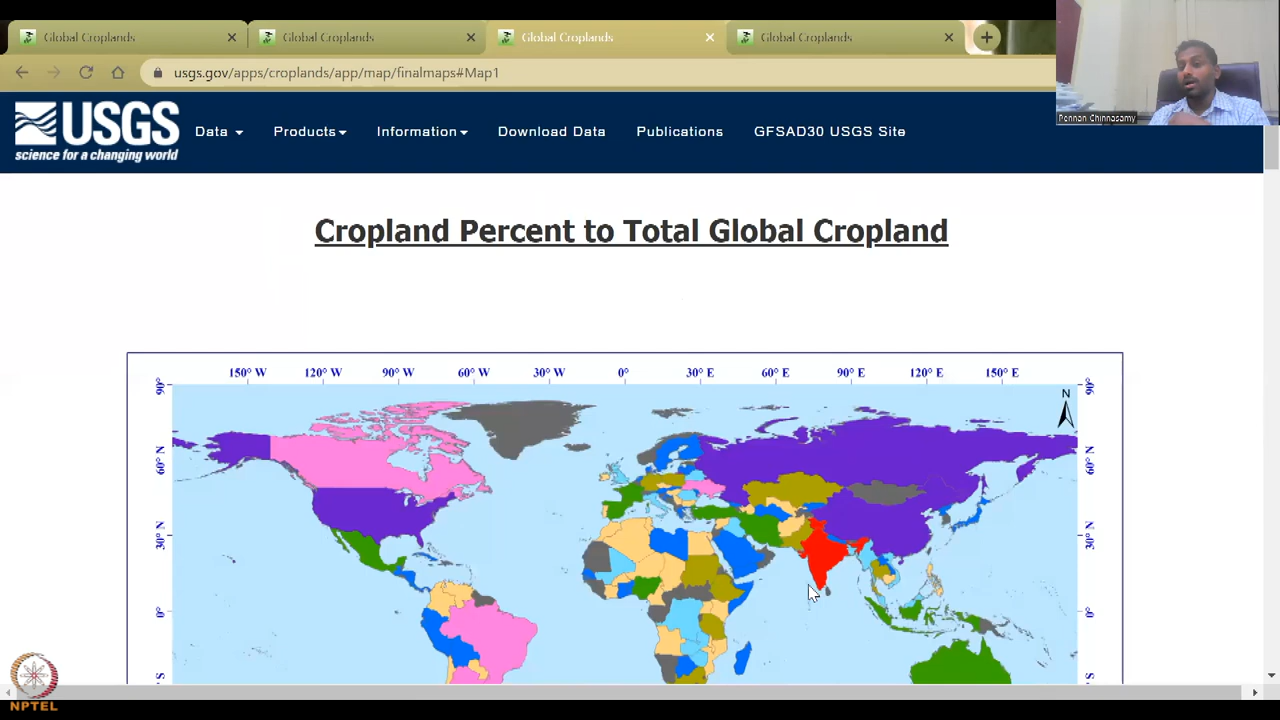 Global Croplands
Global Croplands
Global Croplands
Global Croplands
usgs.gov/apps/croplands/app/map/finalmaps#Map1
Pennan Chinnasamy
USGS
science for a changing world
Data Products Information Download Data Publications GFSAD30 USGS Site
Cropland Percent to Total Global Cropland
150° W 120° W 90° W 60° W 30° W 0° 30° E 60° E 90° E 120° E 150° E
90° 90°
N
60° N 60° N
30° N 30° N
0° 0°
S S
NPTEL